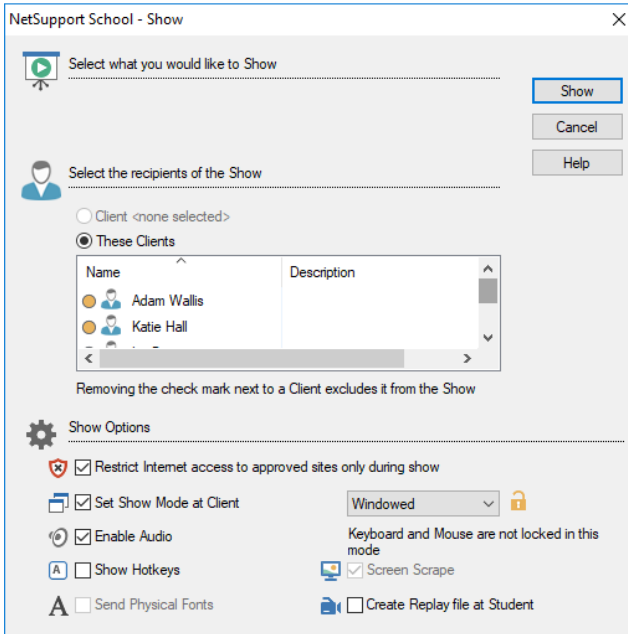 NetSupport School - Show
Select what you would like to Show
Show
Cancel
Help
Select the recipients of the Show
Client <none selected>
These Clients
Name Description
Adam Wallis
Katie Hall
Removing the check mark next to a Client excludes it from the Show
Show Options
Restrict Internet access to approved sites only during show
Set Show Mode at Client Windowed
Enable Audio Keyboard and Mouse are not locked in this
mode
A Show Hotkeys Screen Scrape
A Send Physical Fonts Create Replay file at Student